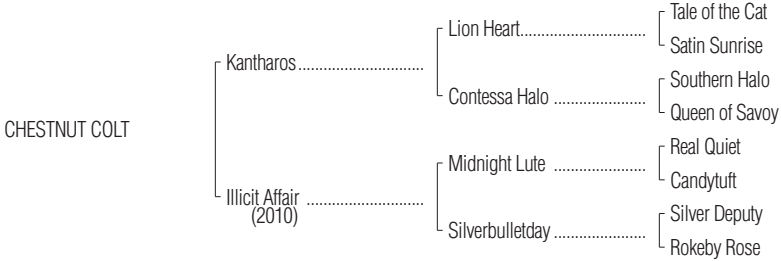 CHESTNUT COLT
Kantharos..............................
Illicit Affair ............................
(2010)
Lion Heart..............................
Contessa Halo ......................
Midnight Lute ......................
Silverbulletday ......................
Tale of the Cat
Satin Sunrise
Southern Halo
Queen of Savoy
Real Quiet
Candytuft
Silver Deputy
Rokeby Rose